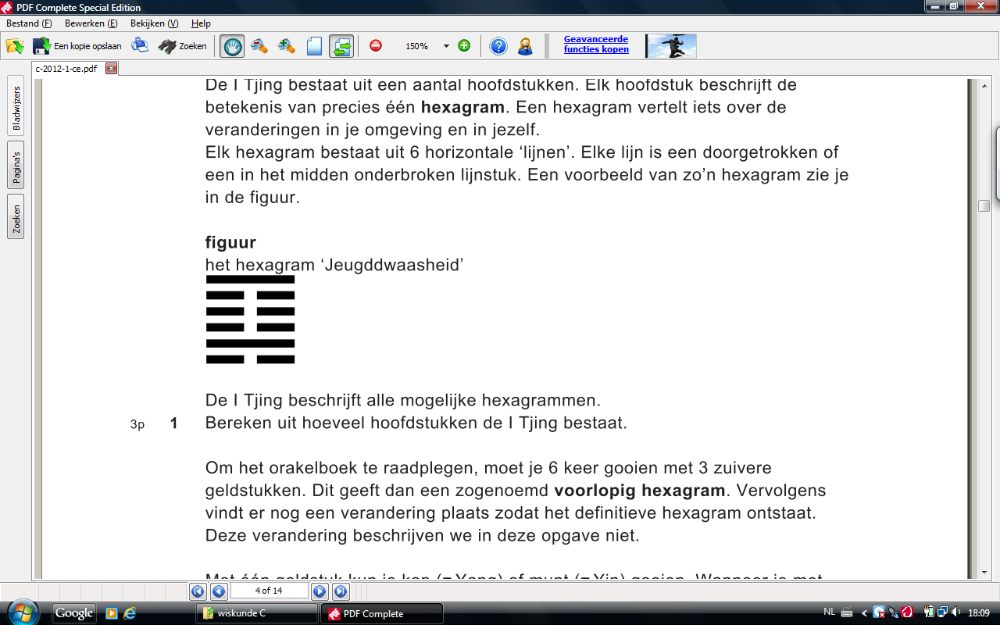 PDF Complete Special Edition
Bestand (F) Bewerken (E) Bekijken (V) Help
Een kopie opslaan Zoeken 150% Geavanceerde
functies kopen
c-2012-1-ce.pdf
Bladwijzers
Pagina's
Zoeken
De I Tjing bestaat uit een aantal hoofdstukken. Elk hoofdstuk beschrijft de
betekenis van precies één hexagram. Een hexagram vertelt iets over de
veranderingen in je omgeving en in jezelf.
Elk hexagram bestaat uit 6 horizontale ‘lijnen’. Elke lijn is een doorgetrokken of
een in het midden onderbroken lijnstuk. Een voorbeeld van zo’n hexagram zie je
in de figuur.
figuur
het hexagram ‘Jeugddwaasheid’
De I Tjing beschrijft alle mogelijke hexagrammen.
3p 1 Bereken uit hoeveel hoofdstukken de I Tjing bestaat.
Om het orakelboek te raadplegen, moet je 6 keer gooien met 3 zuivere
geldstukken. Dit geeft dan een zogenoemd voorlopig hexagram. Vervolgens
vindt er nog een verandering plaats zodat het definitieve hexagram ontstaat.
Deze verandering beschrijven we in deze opgave niet.
Met één geldstuk kun je kop (= Yang) of munt (= Yin) gooien. Wanneer je met
4 of 14
Google wiskunde C PDF Complete NL 18:09